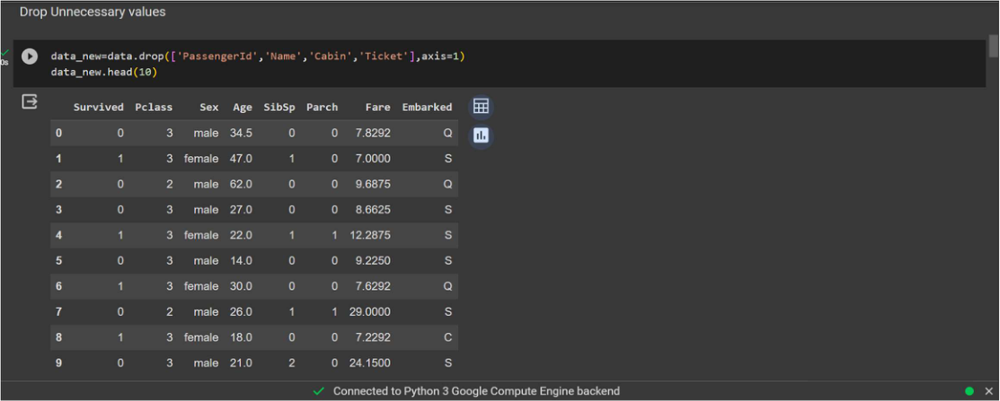 Drop Unnecessary values
0s
data_new=data.drop(['PassengerId','Name','Cabin','Ticket'],axis=1)
data_new.head(10)
Survived Pclass Sex Age SibSp Parch Fare Embarked
0 0 3 male 34.5 0 0 7.8292 Q
1 1 3 female 47.0 1 0 7.0000 S
2 0 2 male 62.0 0 0 9.6875 Q
3 0 3 male 27.0 0 0 8.6625 S
4 1 3 female 22.0 1 1 12.2875 S
5 0 3 male 14.0 0 0 9.2250 S
6 1 3 female 30.0 0 0 7.6292 Q
7 0 2 male 26.0 1 1 29.0000 S
8 1 3 female 18.0 0 0 7.2292 C
9 0 3 male 21.0 2 0 24.1500 S
Connected to Python 3 Google Compute Engine backend